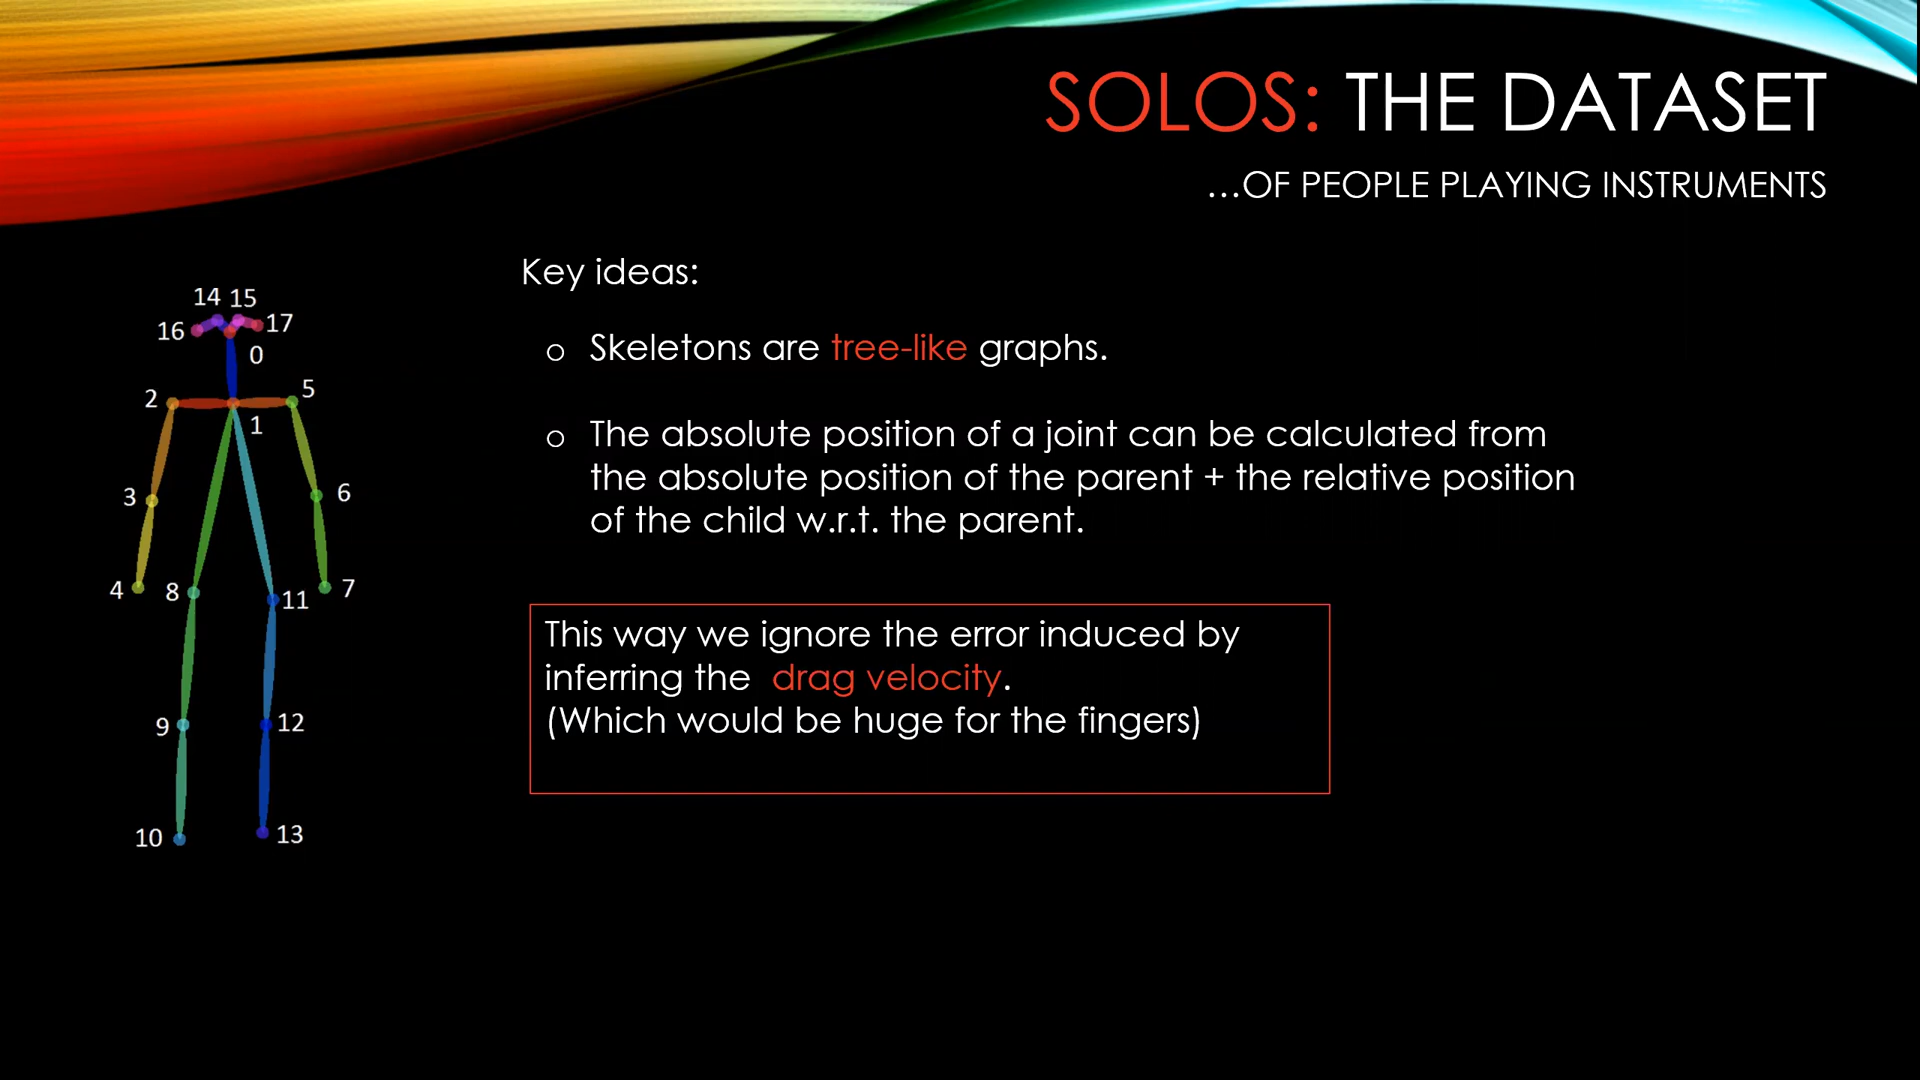 SOLOS: THE DATASET
…OF PEOPLE PLAYING INSTRUMENTS
Key ideas:
o Skeletons are tree-like graphs.
o The absolute position of a joint can be calculated from
the absolute position of the parent + the relative position
of the child w.r.t. the parent.
This way we ignore the error induced by
inferring the drag velocity.
(Which would be huge for the fingers)
14 15
16 17
0
2 5
1
3 6
4 8 11 7
9 12
10 13